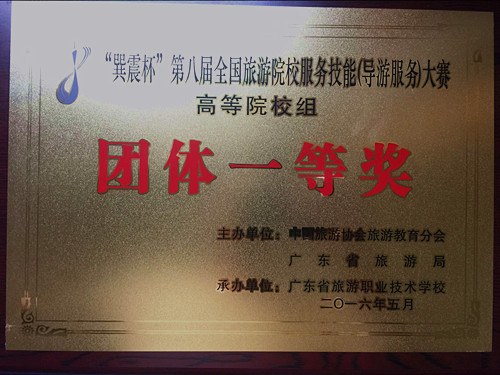 “巽震杯”第八届全国旅游院校服务技能(导游服务)大赛
高等院校组
团体一等奖
主办单位：中国旅游协会旅游教育分会
广东省旅游局
承办单位：广东省旅游职业技术学校
二〇一六年五月